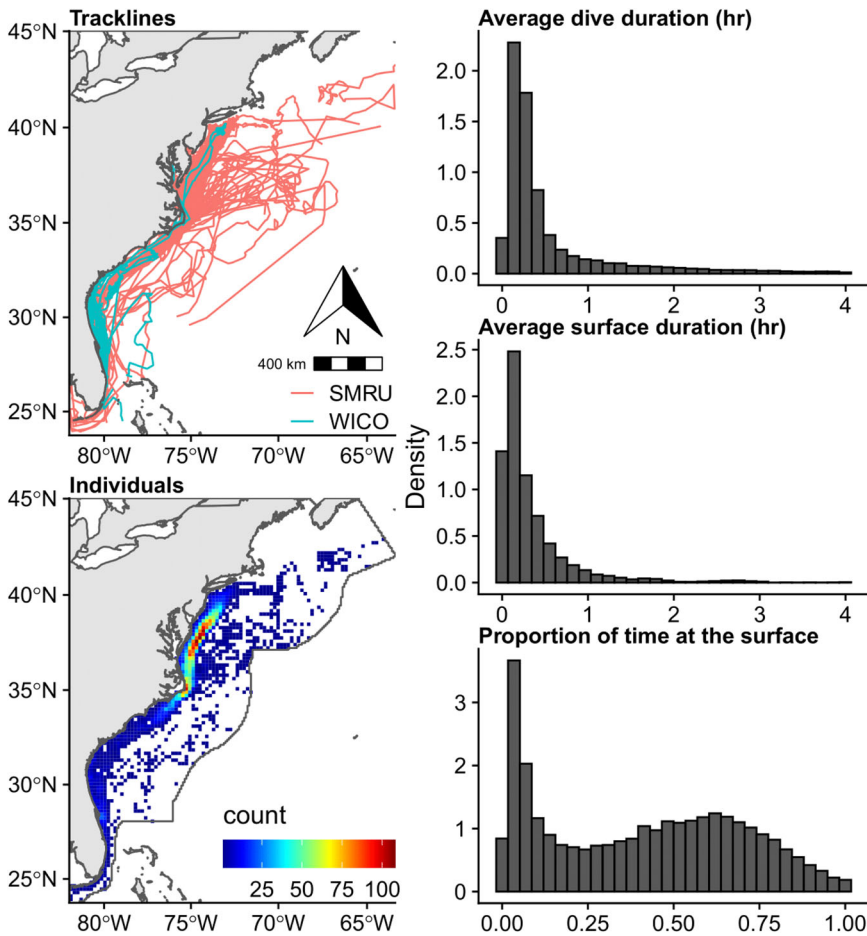 Tracklines
45°N
40°N
35°N
30°N
25°N
N
400 km
SMRU
WICO
80°W
75°W
70°W
65°W
Individuals
45°N
40°N
35°N
30°N
25°N
count
25
50
75
100
80°W
75°W
70°W
65°W
Density
Average dive duration (hr)
2.0
1.5
1.0
0.5
0.0
0
1
2
3
4
Average surface duration (hr)
2.5
2.0
1.5
1.0
0.5
0.0
0
1
2
3
4
Proportion of time at the surface
3
2
1
0
0.00
0.25
0.50
0.75
1.00